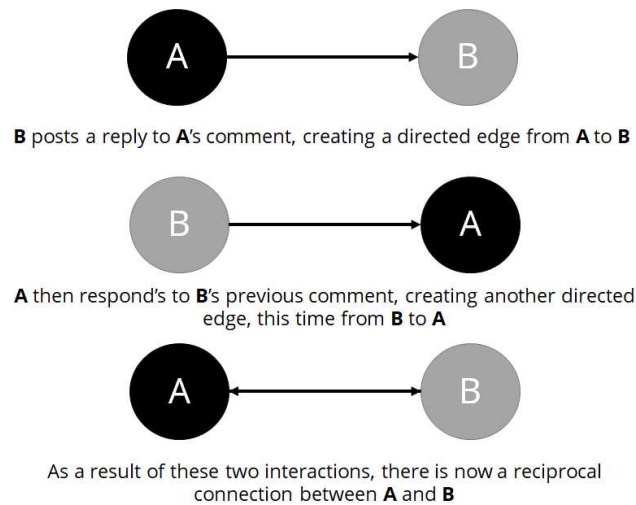 A B
B posts a reply to A's comment, creating a directed edge from A to B
B A
A then respond's to B's previous comment, creating another directed
edge, this time from B to A
A B
As a result of these two interactions, there is now a reciprocal
connection between A and B